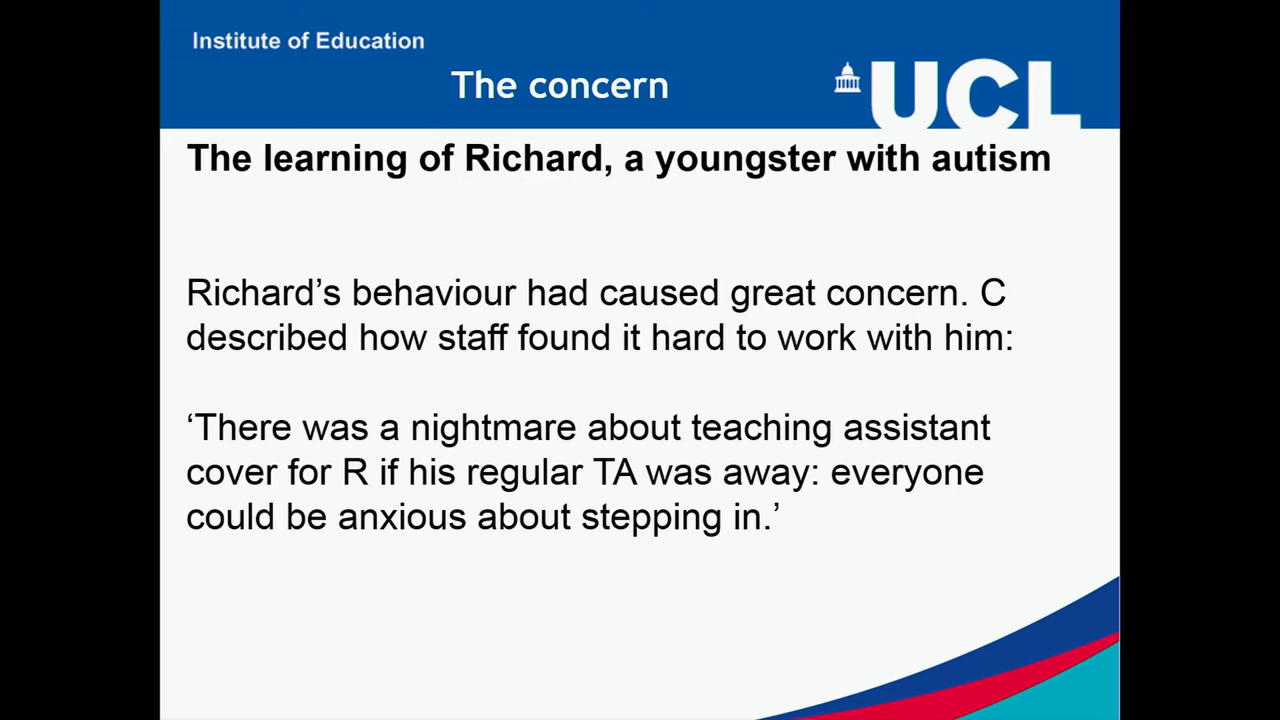 Institute of Education
The concern
UCL
The learning of Richard, a youngster with autism
Richard’s behaviour had caused great concern. C
described how staff found it hard to work with him:
‘There was a nightmare about teaching assistant
cover for R if his regular TA was away: everyone
could be anxious about stepping in.’